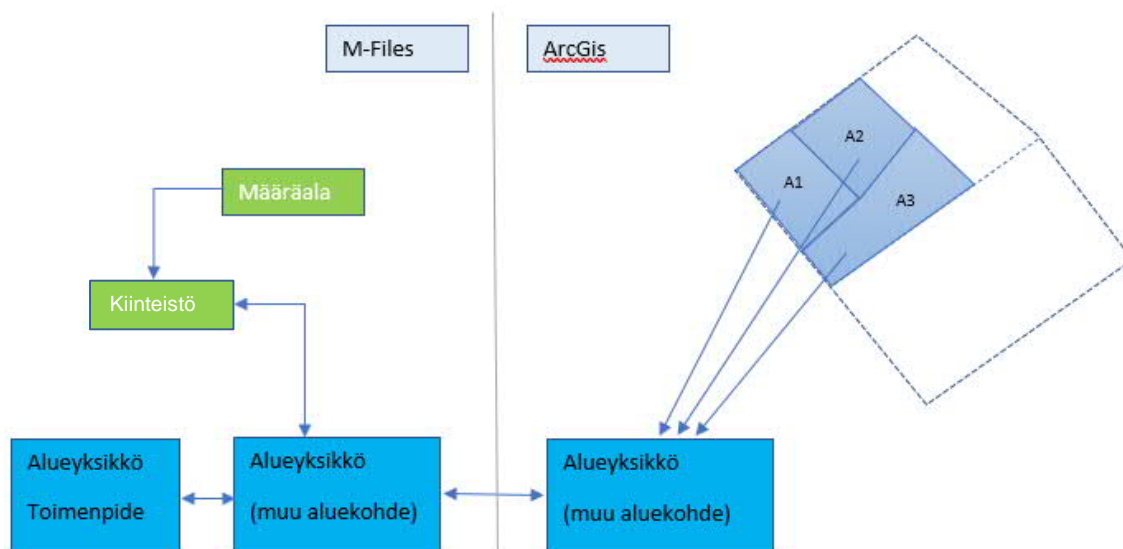 M-Files
ArcGis
A2
A1
A3
Määräala
Kiinteistö
Alueyksikkö
Toimenpide
Alueyksikkö
(muu aluekohde)
Alueyksikkö
(muu aluekohde)